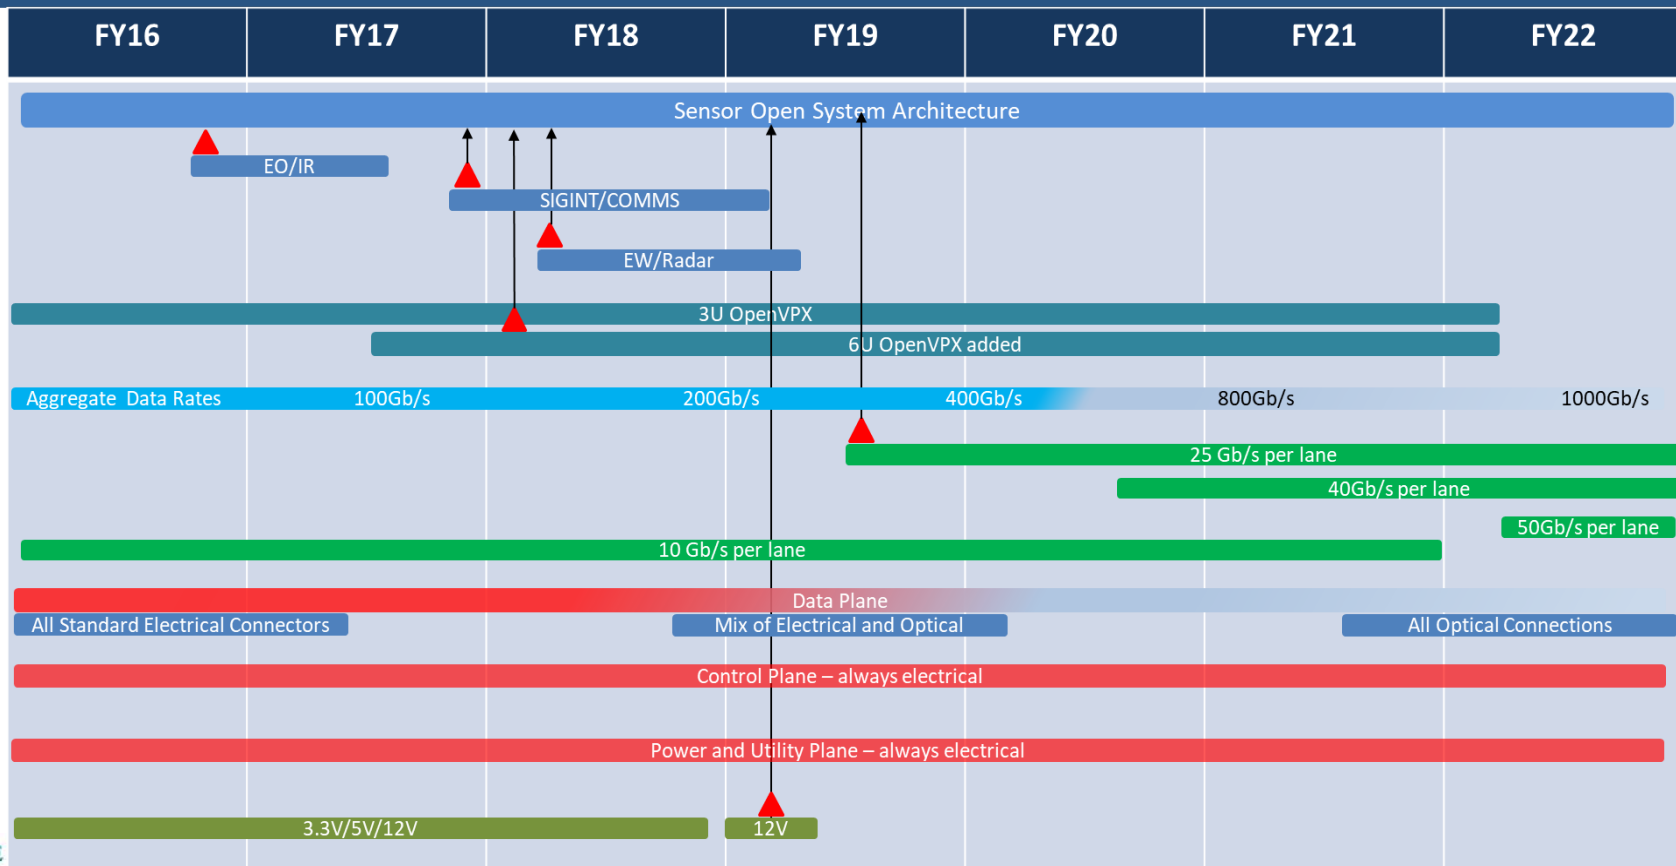 FY16 FY17 FY18 FY19 FY20 FY21 FY22
Sensor Open System Architecture
EO/IR
SIGINT/COMMS
EW/Radar
3U OpenVPX
6U OpenVPX added
Aggregate Data Rates 100Gb/s 200Gb/s 400Gb/s 800Gb/s 1000Gb/s
25 Gb/s per lane
40Gb/s per lane
50Gb/s per lane
10 Gb/s per lane
Data Plane
All Standard Electrical Connectors Mix of Electrical and Optical All Optical Connections
Control Plane – always electrical
Power and Utility Plane – always electrical
3.3V/5V/12V 12V